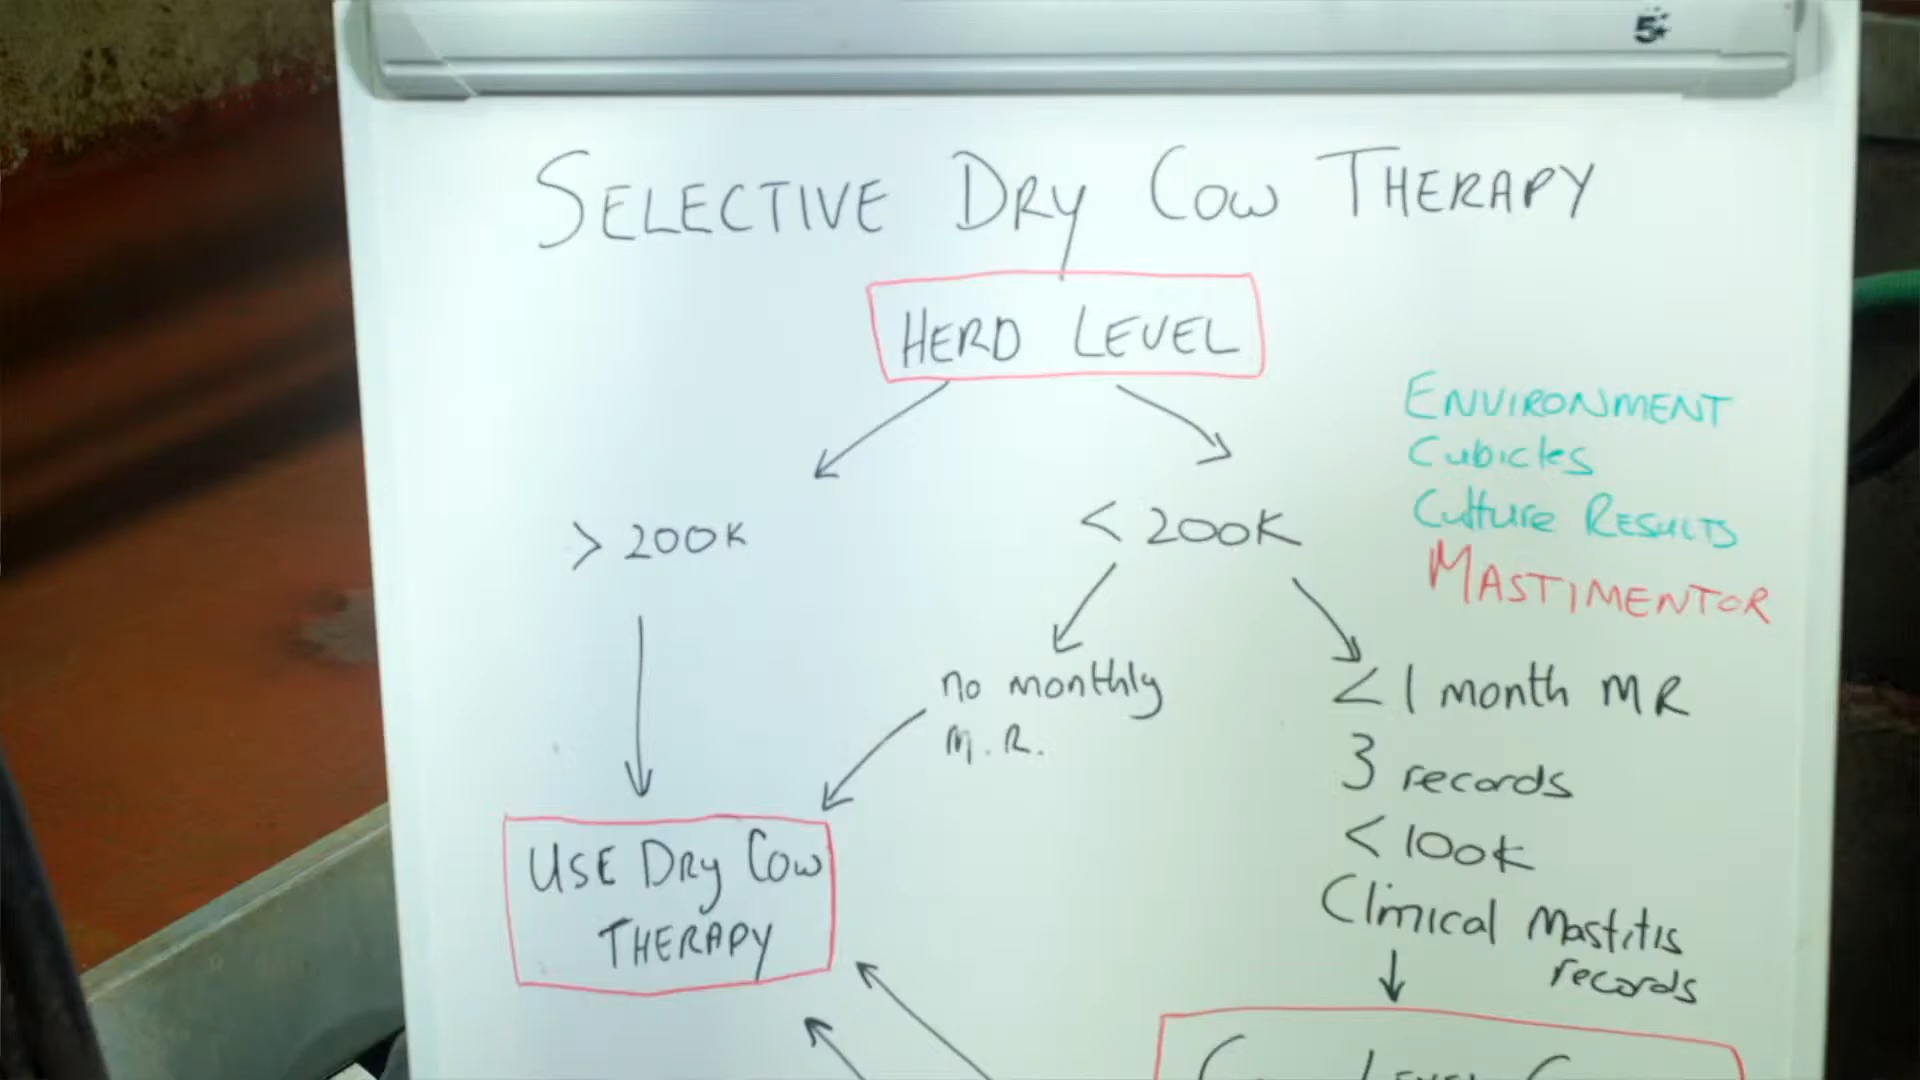 SELECTIVE DRY COW THERAPY
HERD LEVEL
ENVIRONMENT
Cubicles
Culture RESULTS
MASTIMENTOR
> 200K
< 200K
no monthly
M.R.
< 1 month MR
3 records
< 100k
Clinical Mastitis
records
USE DRy COW
THERAPY
LEVEL